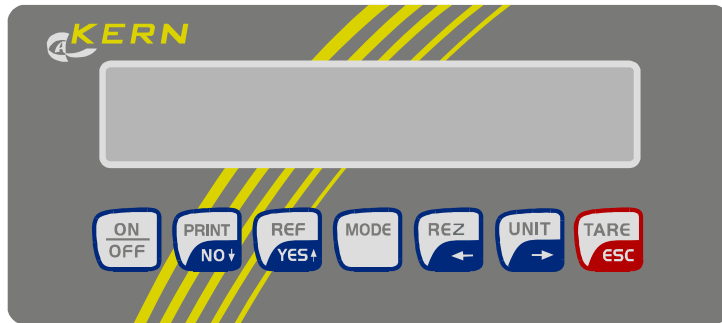 KERN
ON
OFF
PRINT
NO↓
REF
YES↑
MODE
REZ
←
UNIT
→
TARE
ESC